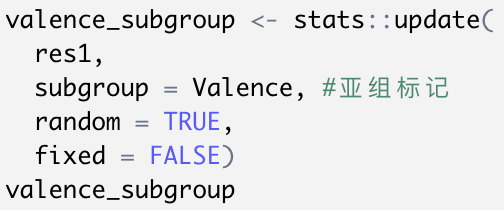 valence_subgroup <- stats::update(
  res1,
  subgroup = Valence, #亚组标记
  random = TRUE,
  fixed = FALSE)
valence_subgroup